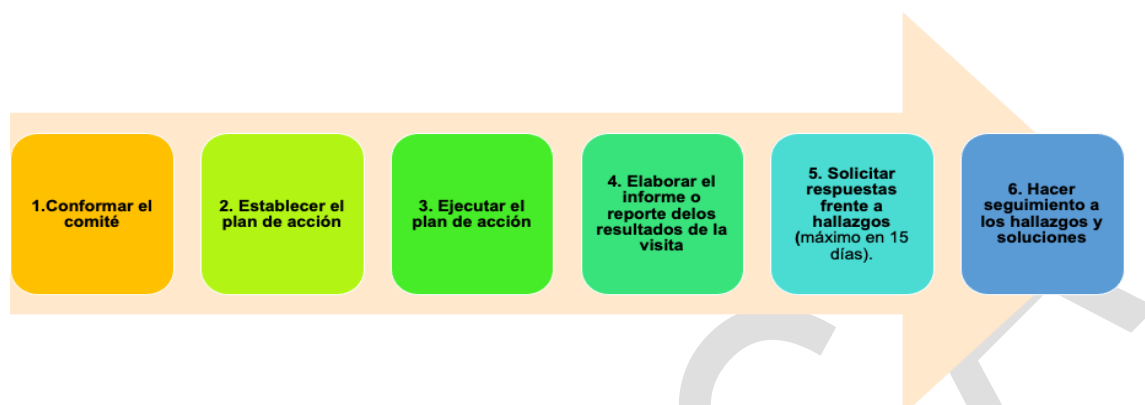 1.Conformar el
comité
2. Establecer el
plan de acción
3. Ejecutar el
plan de acción
4. Elaborar el
informe o
reporte delos
resultados de la
visita
5. Solicitar
respuestas
frente a
hallazgos
(máximo en 15
días).
6. Hacer
seguimiento a
los hallazgos y
soluciones